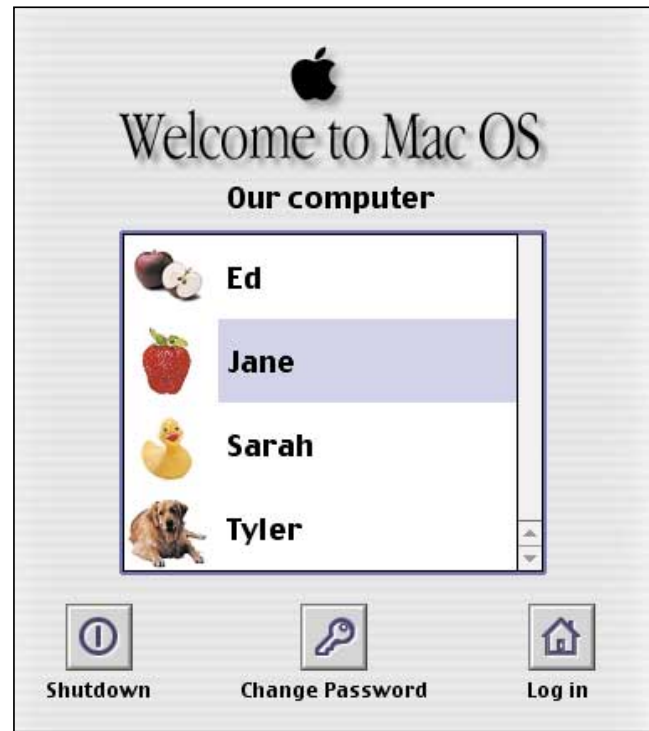 Welcome to Mac OS
Our computer
Ed
Jane
Sarah
Tyler
Shutdown
Change Password
Log in